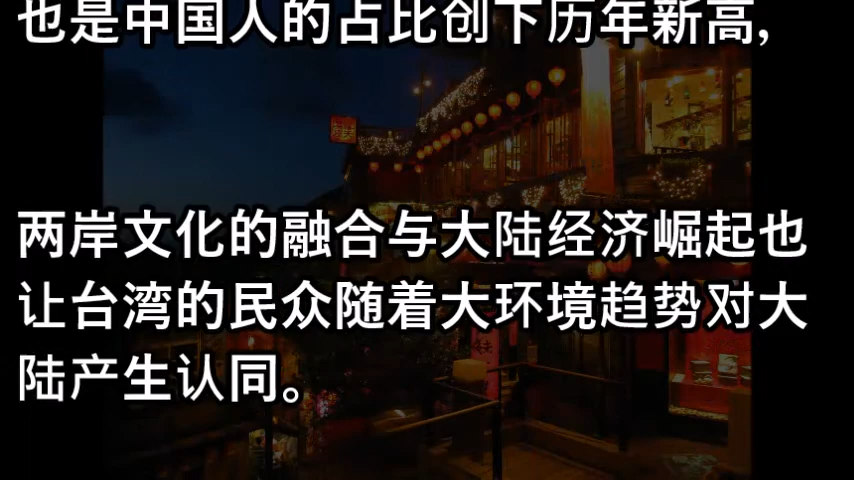 也是中国人的占比创下历年新高,
两岸文化的融合与大陆经济崛起也
让台湾的民众随着大环境趋势对大
陆产生认同。